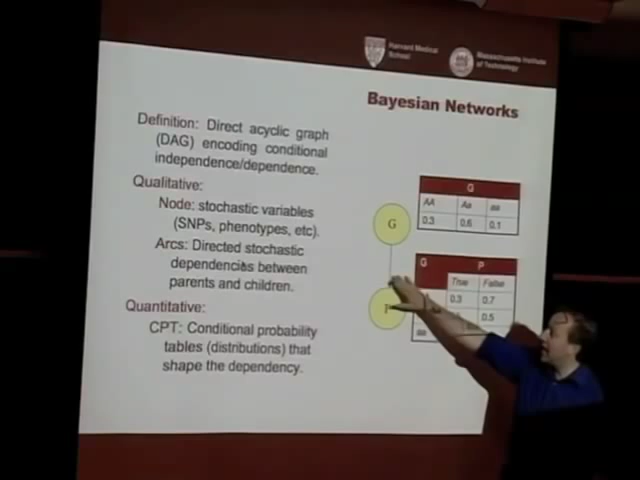 Harvard Medical
School
Massachusetts Institute
of Technology
Bayesian Networks
Definition: Direct acyclic graph
(DAG) encoding conditional
independence/dependence.
Qualitative:
Node: stochastic variables
(SNPs, phenotypes, etc).
Arcs: Directed stochastic
dependencies between
parents and children.
Quantitative:
CPT: Conditional probability
tables (distributions) that
shape the dependency.
G
G
AA Aa aa
0.3 0.6 0.1
P
G P
True False
0.3 0.7
0.5
aa